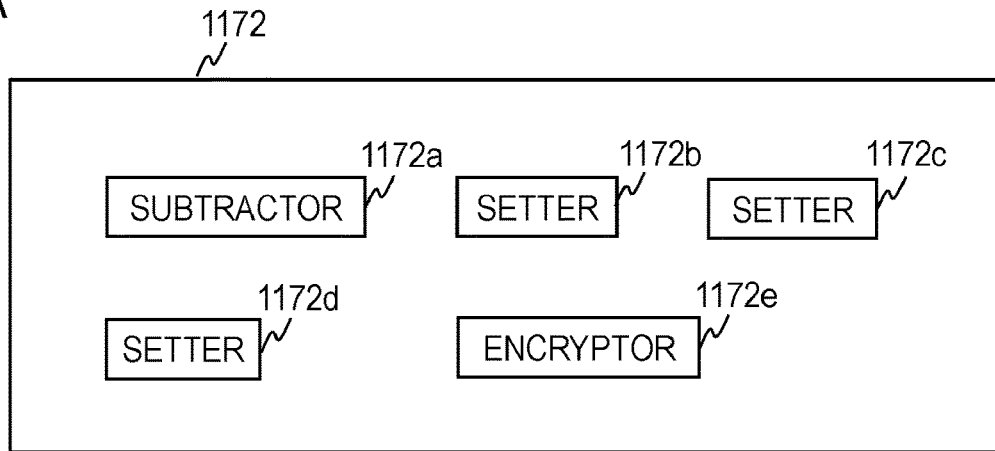 1172
1172a 1172b 1172c
SUBTRACTOR SETTER SETTER
1172d 1172e
SETTER ENCRYPTOR